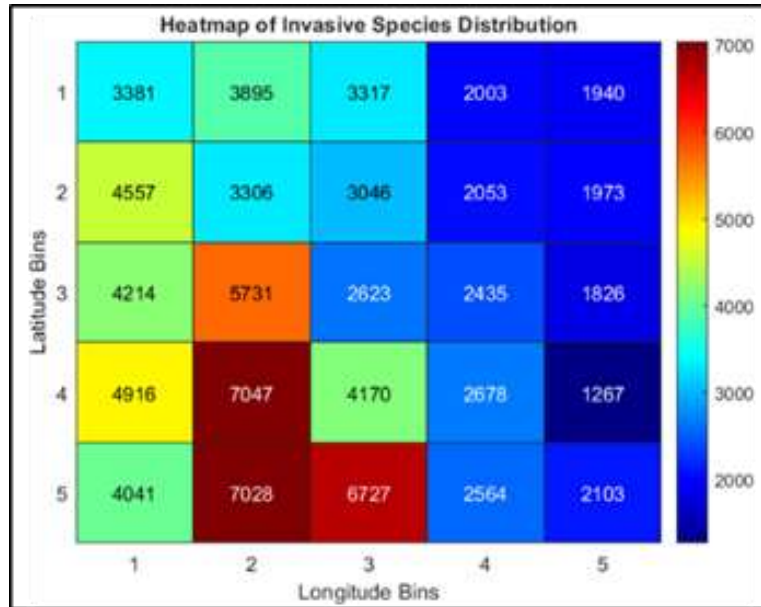 Heatmap of Invasive Species Distribution
7000
1 3381 3895 3317 2003 1940
6000
2 4557 3306 3046 2053 1973
5000
Latitude Bins
3 4214 5731 2623 2435 1826
4000
4 4916 7047 4170 2678 1267
3000
5 4041 7028 6727 2564 2103
2000
1 2 3 4 5
Longitude Bins